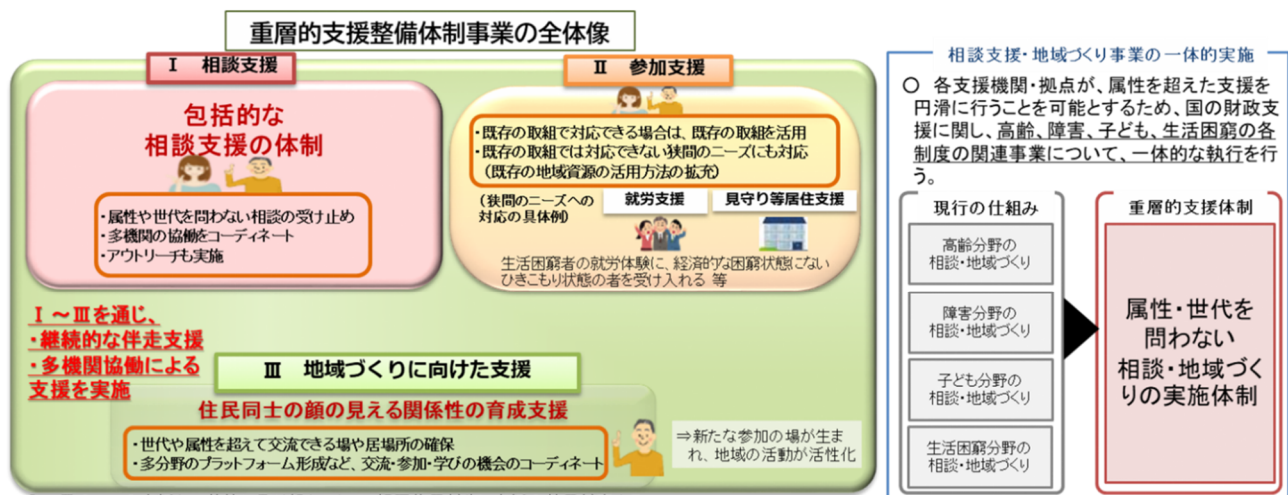 重層的支援整備体制事業の全体像
Ⅰ 相談支援
包括的な
相談支援の体制
・属性や世代を問わない相談の受け止め
・多機関の協働をコーディネート
・アウトリーチも実施
Ⅱ 参加支援
・既存の取組で対応できる場合は、既存の取組を活用
・既存の取組では対応できない狭間のニーズにも対応
（既存の地域資源の活用方法の拡充）
（狭間のニーズへの
対応の具体例）
就労支援
見守り等居住支援
生活困窮者の就労体験に、経済的な困窮状態にない
ひきこもり状態の者を受け入れる 等
Ⅰ～Ⅲを通じ、
・継続的な伴走支援
・多機関協働による
支援を実施
Ⅲ 地域づくりに向けた支援
住民同士の顔の見える関係性の育成支援
・世代や属性を超えて交流できる場や居場所の確保
・多分野のプラットフォーム形成など、交流・参加・学びの機会のコーディネート
⇒新たな参加の場が生ま
れ、地域の活動が活性化
相談支援・地域づくり事業の一体的実施
○ 各支援機関・拠点が、属性を超えた支援を
円滑に行うことを可能とするため、国の財政支
援に関し、高齢、障害、子ども、生活困窮の各
制度の関連事業について、一体的な執行を行
う。
現行の仕組み
高齢分野の
相談・地域づくり
障害分野の
相談・地域づくり
子ども分野の
相談・地域づくり
生活困窮分野の
相談・地域づくり
重層的支援体制
属性・世代を
問わない
相談・地域づく
りの実施体制